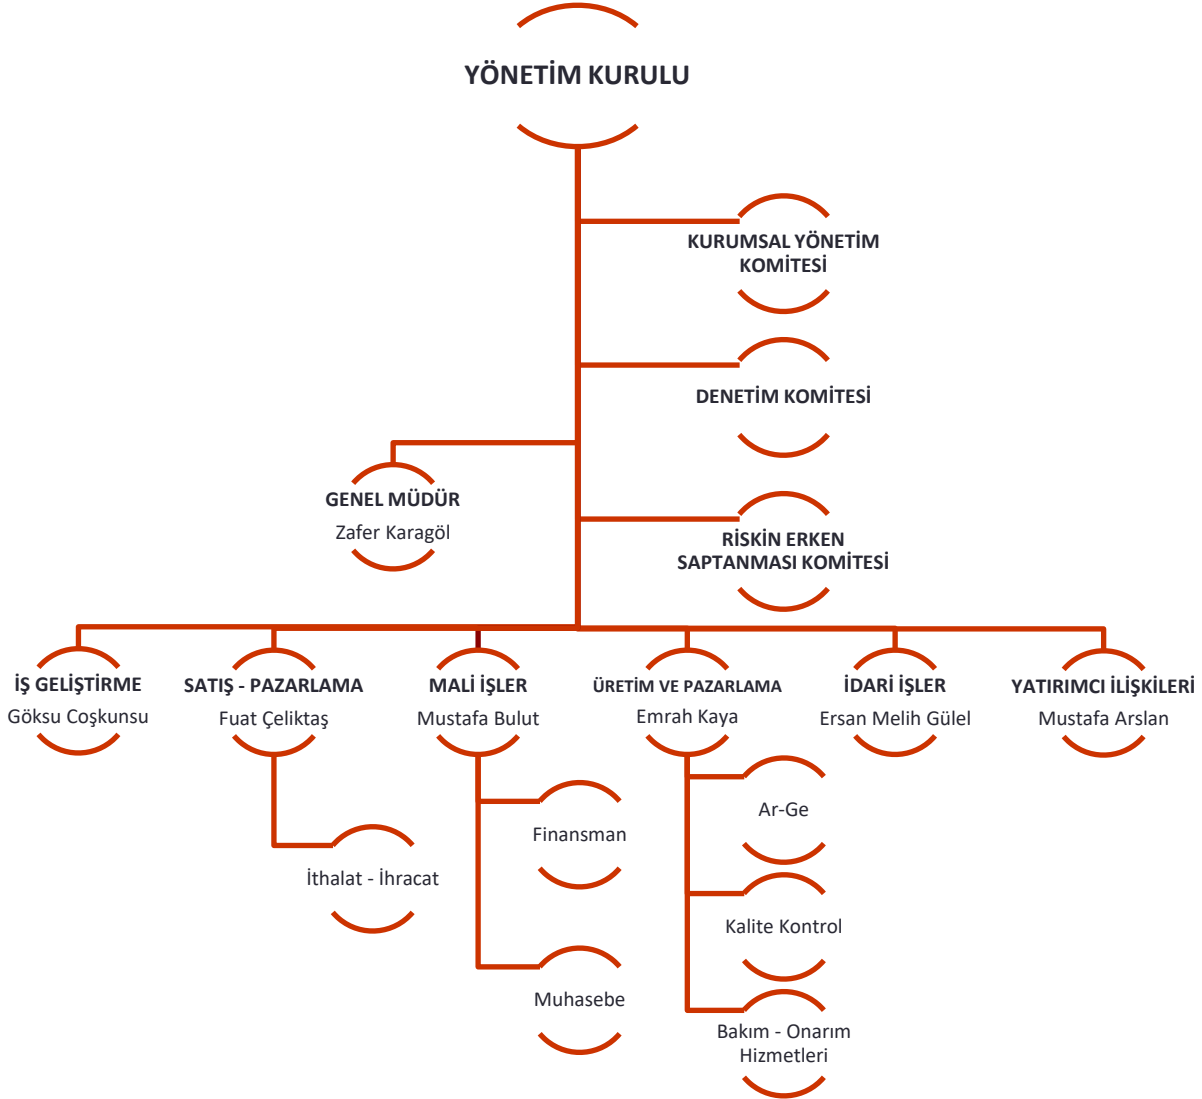 YÖNETİM KURULU
KURUMSAL YÖNETİM
KOMİTESİ
DENETİM KOMİTESİ
GENEL MÜDÜR
Zafer Karagöl
RİSKİN ERKEN
SAPTANMASI KOMİTESİ
İŞ GELİŞTİRME
Göksu Coşkunsu
SATIŞ - PAZARLAMA
Fuat Çeliktaş
MALİ İŞLER
Mustafa Bulut
ÜRETİM VE PAZARLAMA
Emrah Kaya
İDARİ İŞLER
Ersan Melih Gülel
YATIRIMCI İLİŞKİLERİ
Mustafa Arslan
İthalat - İhracat
Finansman
Muhasebe
Ar-Ge
Kalite Kontrol
Bakım - Onarım
Hizmetleri